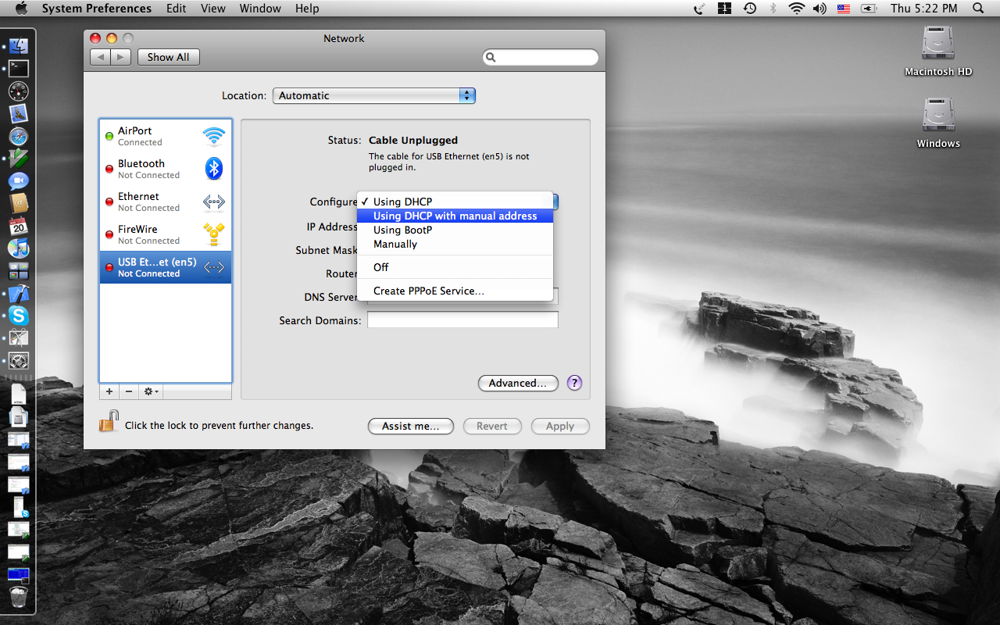 System Preferences Edit View Window Help
Thu 5:22 PM
Network
Show All
Location: Automatic
AirPort
Connected
Bluetooth
Not Connected
Ethernet
Not Connected
FireWire
Not Connected
USB Et...et (en5)
Not Connected
Status: Cable Unplugged
The cable for USB Ethernet (en5) is not
plugged in.
Configure ✓ Using DHCP
Using DHCP with manual address
Using BootP
Manually
Off
Create PPPoE Service...
IP Address
Subnet Mask
Router
DNS Server
Search Domains:
Advanced... ?
Click the lock to prevent further changes.
Assist me... Revert Apply
Macintosh HD
Windows
20
HTML